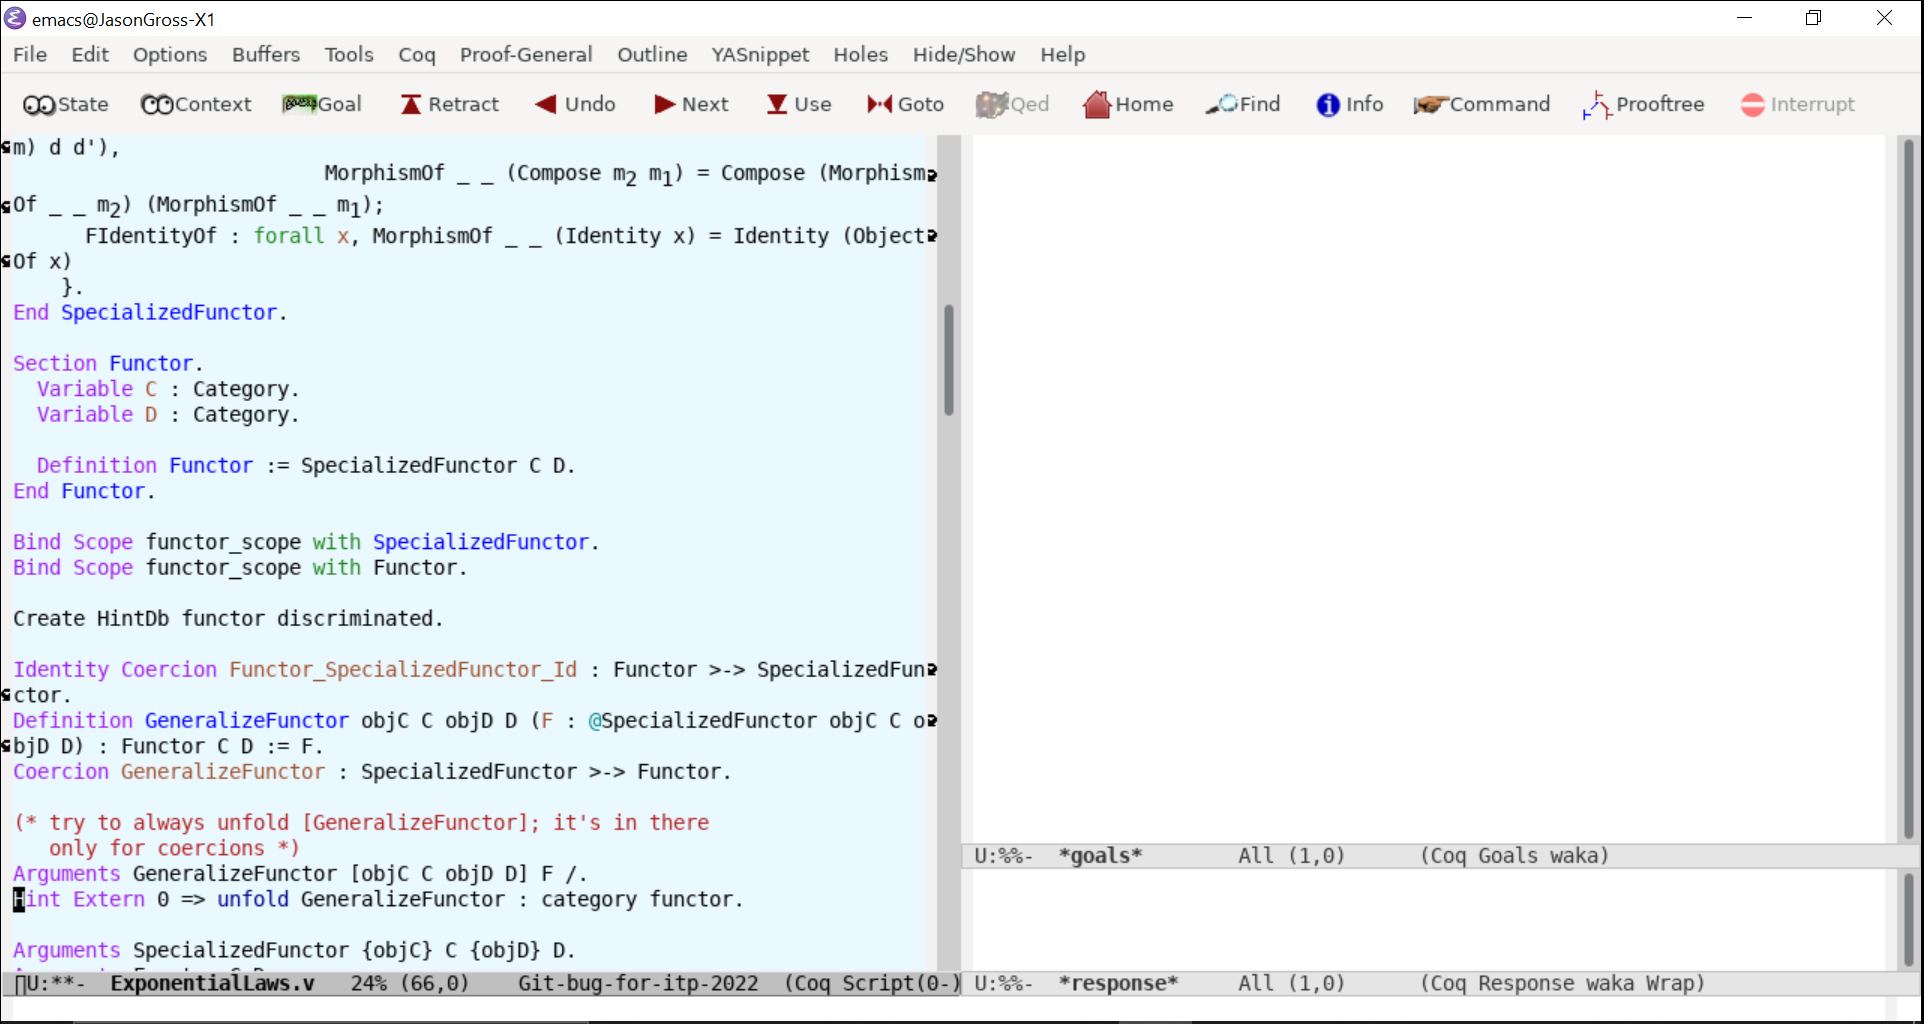 emacs@JasonGross-X1
File Edit Options Buffers Tools Coq Proof-General Outline YASnippet Holes Hide/Show Help
State Context Goal Retract Undo Next Use Goto Qed Home Find Info Command Prooftree Interrupt
m) d d'),
MorphismOf _ _ (Compose m2 m1) = Compose (Morphism
Of _ _ m2) (MorphismOf _ _ m1);
FIdentityOf : forall x, MorphismOf _ _ (Identity x) = Identity (Object
Of x)
}.
End SpecializedFunctor.
Section Functor.
Variable C : Category.
Variable D : Category.
Definition Functor := SpecializedFunctor C D.
End Functor.
Bind Scope functor_scope with SpecializedFunctor.
Bind Scope functor_scope with Functor.
Create HintDb functor discriminated.
Identity Coercion Functor_SpecializedFunctor_Id : Functor >-> SpecializedFun
ctor.
Definition GeneralizeFunctor objC C objD D (F : @SpecializedFunctor objC C o
bjD D) : Functor C D := F.
Coercion GeneralizeFunctor : SpecializedFunctor >-> Functor.
(* try to always unfold [GeneralizeFunctor]; it's in there
only for coercions *)
Arguments GeneralizeFunctor [objC C objD D] F /.
Hint Extern 0 => unfold GeneralizeFunctor : category functor.
Arguments SpecializedFunctor {objC} C {objD} D.
U:**- ExponentialLaws.v 24% (66,0) Git-bug-for-itp-2022 (Coq Script(0-)
U:%%- *goals* All (1,0) (Coq Goals waka)
U:%%- *response* All (1,0) (Coq Response waka Wrap)